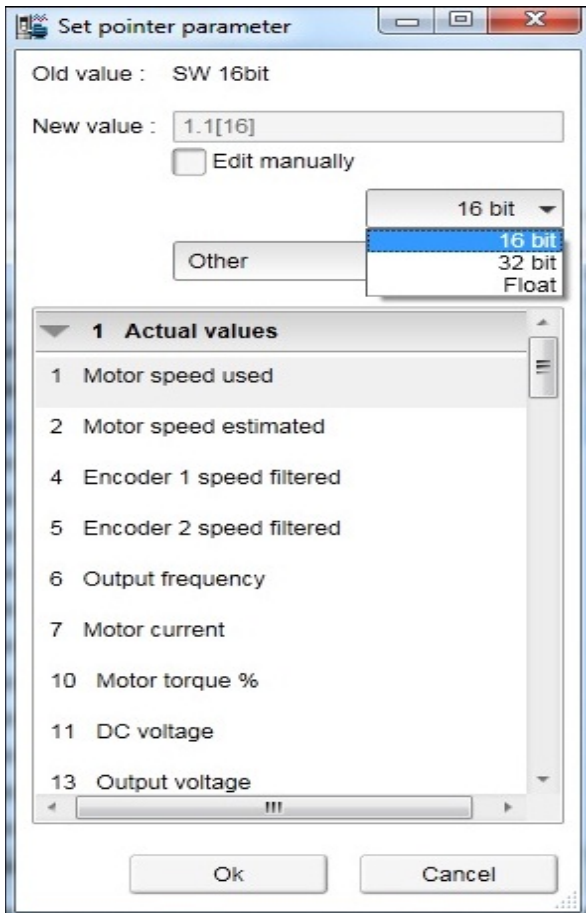 Set pointer parameter
Old value : SW 16bit
New value : 1.1[16]
Edit manually
16 bit
16 bit
32 bit
Float
Other
1 Actual values
1 Motor speed used
2 Motor speed estimated
4 Encoder 1 speed filtered
5 Encoder 2 speed filtered
6 Output frequency
7 Motor current
10 Motor torque %
11 DC voltage
13 Output voltage
Ok Cancel